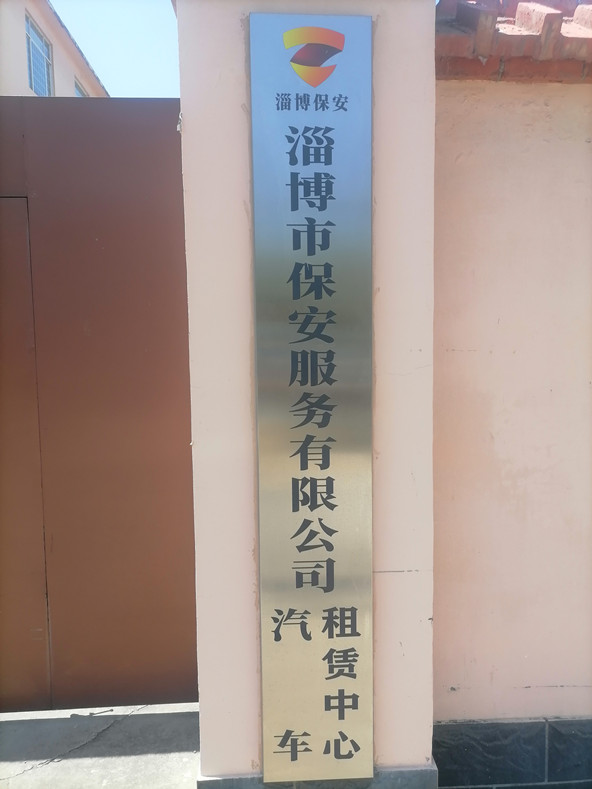 淄博保安
淄博市保安服务有限公司
汽车
租赁中心